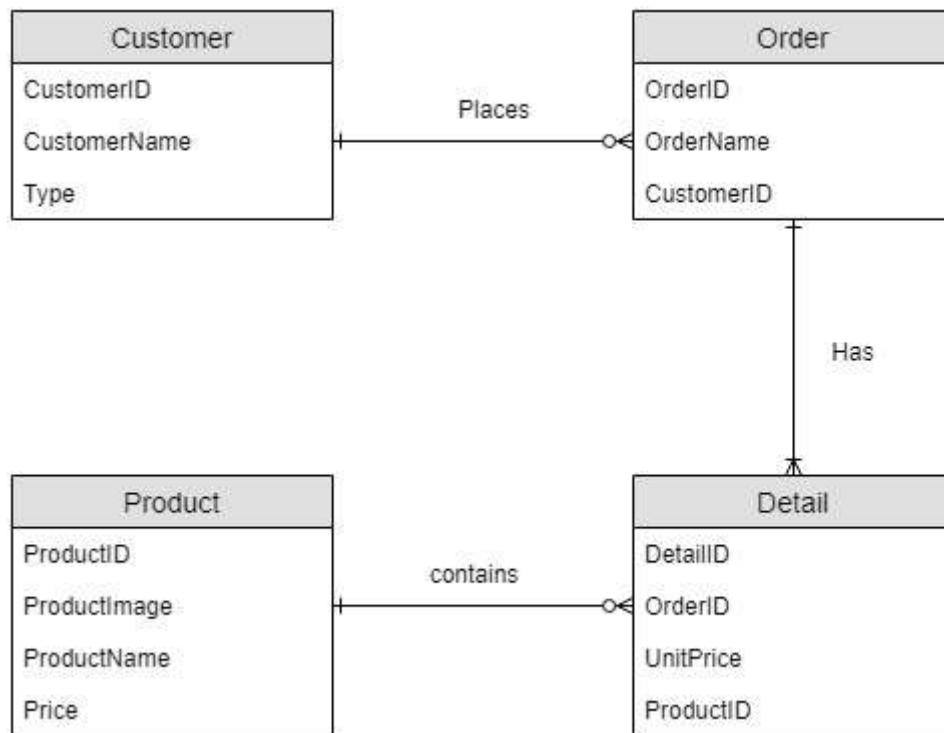 Customer
CustomerID
CustomerName
Type
Places
Order
OrderID
OrderName
CustomerID
Has
Product
ProductID
ProductImage
ProductName
Price
contains
Detail
DetailID
OrderID
UnitPrice
ProductID